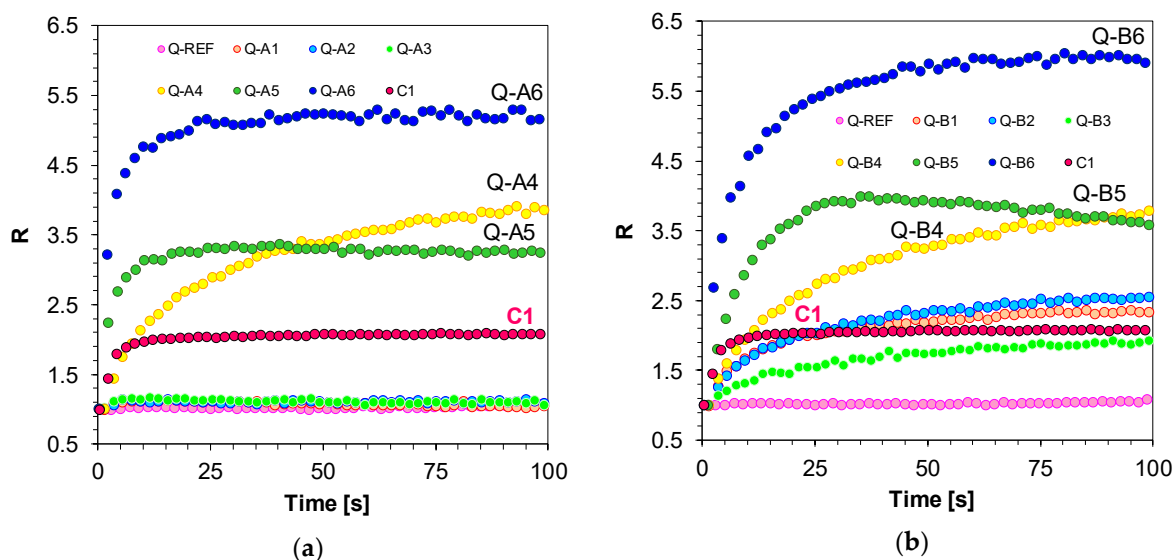 6.5
5.5
4.5
3.5
2.5
1.5
0.5
R
Q-REF Q-A1 Q-A2 Q-A3
Q-A4 Q-A5 Q-A6 C1
Q-A6
Q-A4
Q-A5
C1
0 25 50 75 100
Time [s]
(a)
6.5
5.5
4.5
3.5
2.5
1.5
0.5
R
Q-B6
Q-REF Q-B1 Q-B2 Q-B3
Q-B4 Q-B5 Q-B6 C1
Q-B5
Q-B4
C1
0 25 50 75 100
Time [s]
(b)